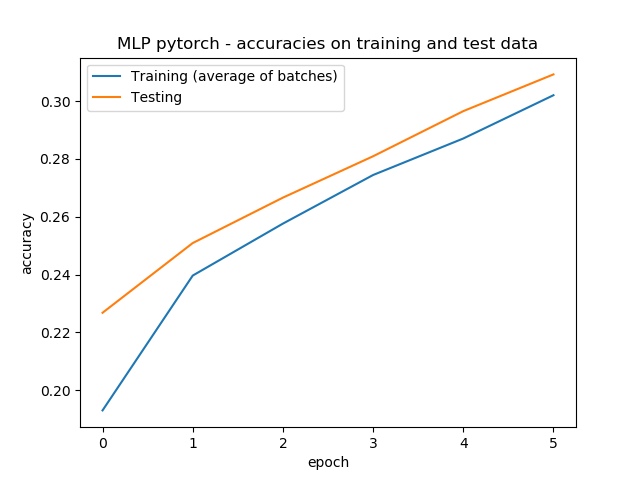 MLP pytorch - accuracies on training and test data
Training (average of batches)
Testing
0.30
0.28
0.26
0.24
0.22
0.20
accuracy
0 1 2 3 4 5
epoch